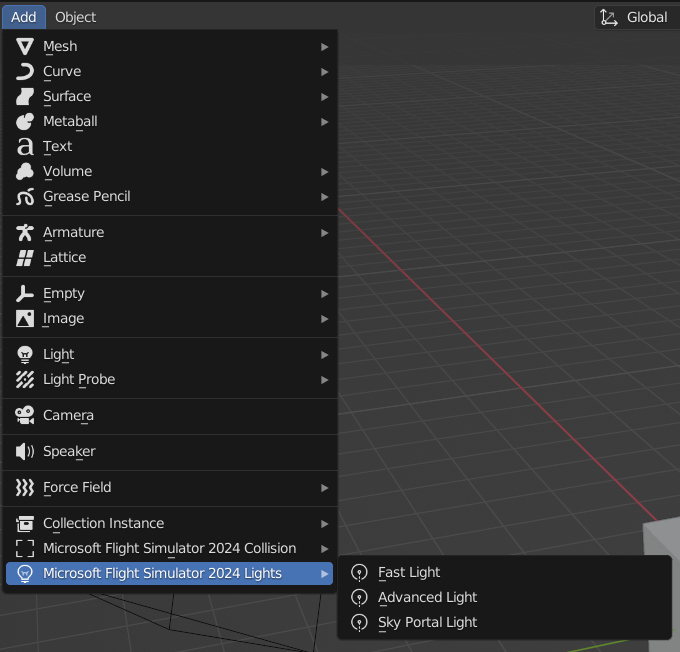 Add Object Global
Mesh
Curve
Surface
Metaball
Text
Volume
Grease Pencil
Armature
Lattice
Empty
Image
Light
Light Probe
Camera
Speaker
Force Field
Collection Instance
Microsoft Flight Simulator 2024 Collision
Microsoft Flight Simulator 2024 Lights
Fast Light
Advanced Light
Sky Portal Light